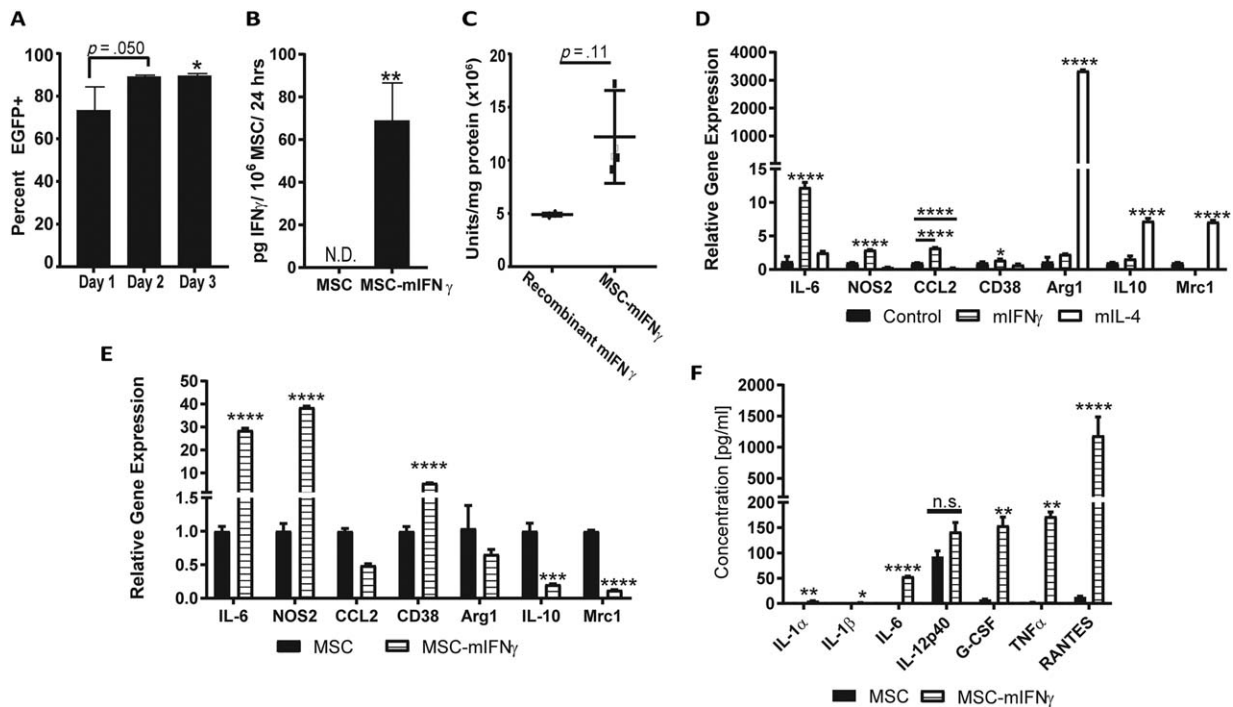 A
Percent EGFP+
100
80
60
40
20
0
p = .050
*
Day 1 Day 2 Day 3
B
pg IFNγ/ 10⁶ MSC/ 24 hrs
100
80
60
40
20
0
**
N.D.
MSC MSC-mIFNγ
C
Units/mg protein (x10⁶)
20
15
10
5
0
p = .11
Recombinant mIFNγ
MSC-mIFNγ
D
Relative Gene Expression
4000
3000
2000
1000
15
10
5
0
****
****
****
****
*
****
****
****
IL-6 NOS2 CCL2 CD38 Arg1 IL10 Mrc1
Control mIFNγ mIL-4
E
Relative Gene Expression
50
40
30
20
10
1.5
1.0
0.5
0.0
****
****
****
***
****
IL-6 NOS2 CCL2 CD38 Arg1 IL-10 Mrc1
MSC MSC-mIFNγ
F
Concentration [pg/ml]
2000
1500
1000
500
200
150
100
50
0
**
*
****
n.s.
**
**
****
IL-1α
IL-1β
IL-6
IL-12p40
G-CSF
TNFα
RANTES
MSC MSC-mIFNγ